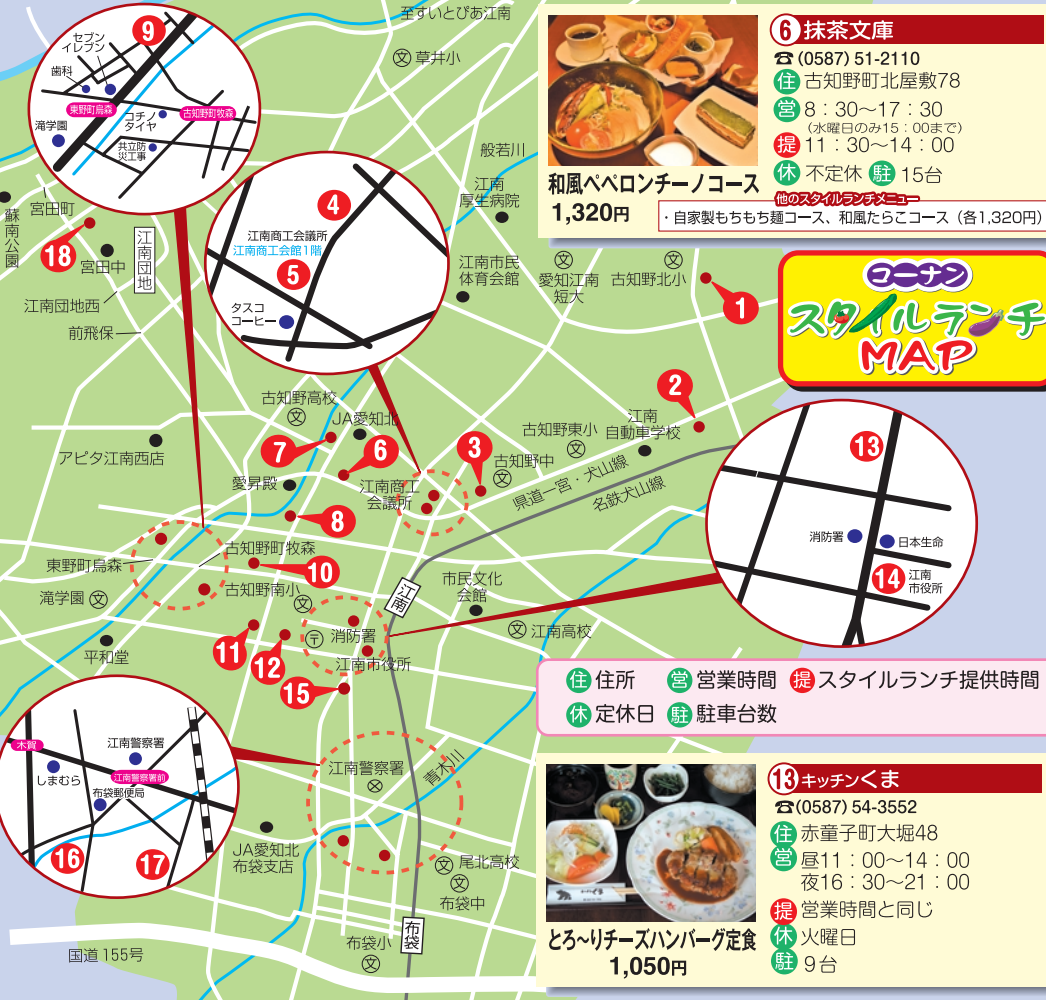 至すいとぴあ江南
草井小
文
9
セブン
イレブン
歯科
東野町烏森
コチノ
タイヤ
古知野町牧森
滝学園
共立防
災工事
般若川
江南
厚生病院
4
江南商工会議所
江南商工会館1階
5
タスコ
コーヒー
蘇南公園
宮田町
18
宮田中
江南団地
江南団地西
前飛保
江南市民
体育会館
文
愛知江南
短大
文
古知野北小
1
6 抹茶文庫
☎(0587) 51-2110
住 古知野町北屋敷78
営 8：30～17：30
（水曜日のみ15：00まで）
提 11：30～14：00
休 不定休 駐 15台
和風ペペロンチーノコース
1,320円
他のスタイルランチメニュー
・自家製もちもち麺コース、和風たらこコース（各1,320円）
コーナン
スタイルランチ
MAP
古知野高校
文
JA愛知北
2
江南
自動車学校
7
6
3
古知野東小
文
古知野中
文
アピタ江南西店
愛昇殿
江南商工
会議所
県道一宮・犬山線
名鉄犬山線
8
13
消防署
日本生命
14
江南
市役所
東野町烏森
古知野町牧森
10
滝学園
文
古知野南小
文
江南
市民文化
会館
文
江南高校
11
12
〒
消防署
江南市役所
平和堂
15
住 住所 営 営業時間 提 スタイルランチ提供時間
休 定休日 駐 駐車台数
木賀
江南警察署
しまむら
江南警察署前
布袋郵便局
16
17
江南警察署
青木川
JA愛知北
布袋支店
文
尾北高校
文
布袋中
布袋
布袋小
文
国道155号
13 キッチンくま
☎(0587) 54-3552
住 赤童子町大堀48
営 昼11：00～14：00
夜16：30～21：00
提 営業時間と同じ
休 火曜日
駐 9台
とろ～りチーズハンバーグ定食
1,050円